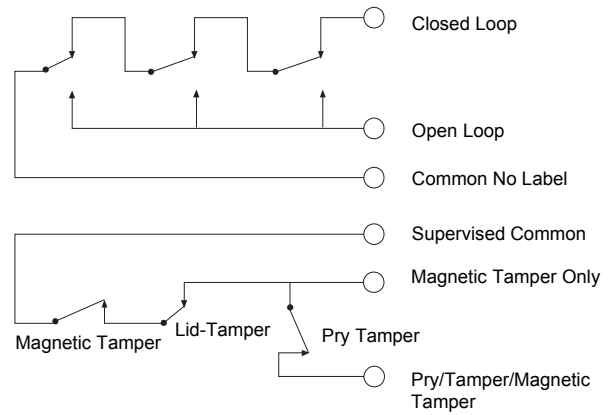 Closed Loop
Open Loop
Common No Label
Supervised Common
Magnetic Tamper Only
Lid-Tamper
Pry Tamper
Magnetic Tamper
Pry/Tamper/Magnetic
Tamper